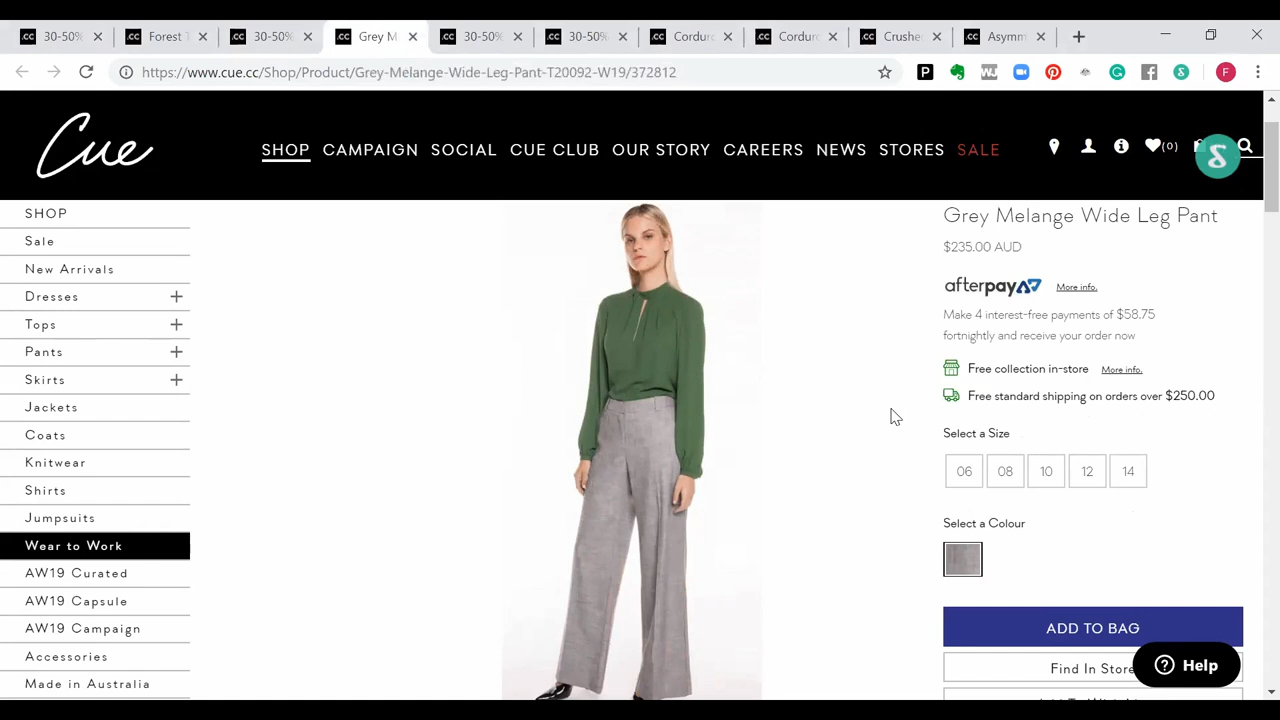 30-50%
Forest T
30-50%
Grey M
30-50%
30-50%
Cordur
Cordur
Crushe
Asymm
https://www.cue.cc/Shop/Product/Grey-Melange-Wide-Leg-Pant-T20092-W19/372812
Cue
SHOP CAMPAIGN SOCIAL CUE CLUB OUR STORY CAREERS NEWS STORES SALE
(0)
SHOP
Sale
New Arrivals
Dresses +
Tops +
Pants +
Skirts +
Jackets
Coats
Knitwear
Shirts
Jumpsuits
Wear to Work
AW19 Curated
AW19 Capsule
AW19 Campaign
Accessories
Made in Australia
Grey Melange Wide Leg Pant
$235.00 AUD
afterpay More info.
Make 4 interest-free payments of $58.75
fortnightly and receive your order now
Free collection in-store More info.
Free standard shipping on orders over $250.00
Select a Size
06 08 10 12 14
Select a Colour
ADD TO BAG
Find In Store
Help